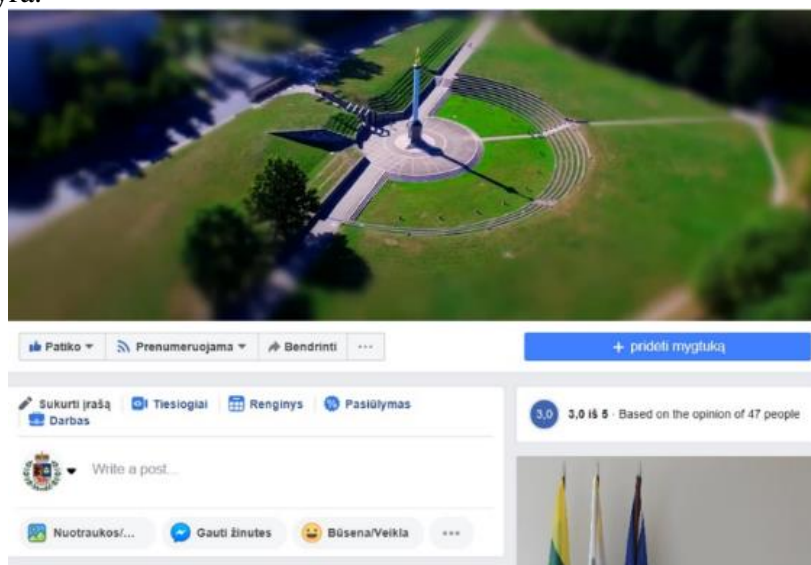 Patiko Prenumeruojama Bendrinti ...
+ pridėti mygtuką
Sukurti įrašą Tiesiogiai Renginys Pasiūlymas
Darbas
Write a post...
Nuotraukos/... Gauti žinutes Būsena/Veikla ...
3,0 3,0 iš 5 · Based on the opinion of 47 people